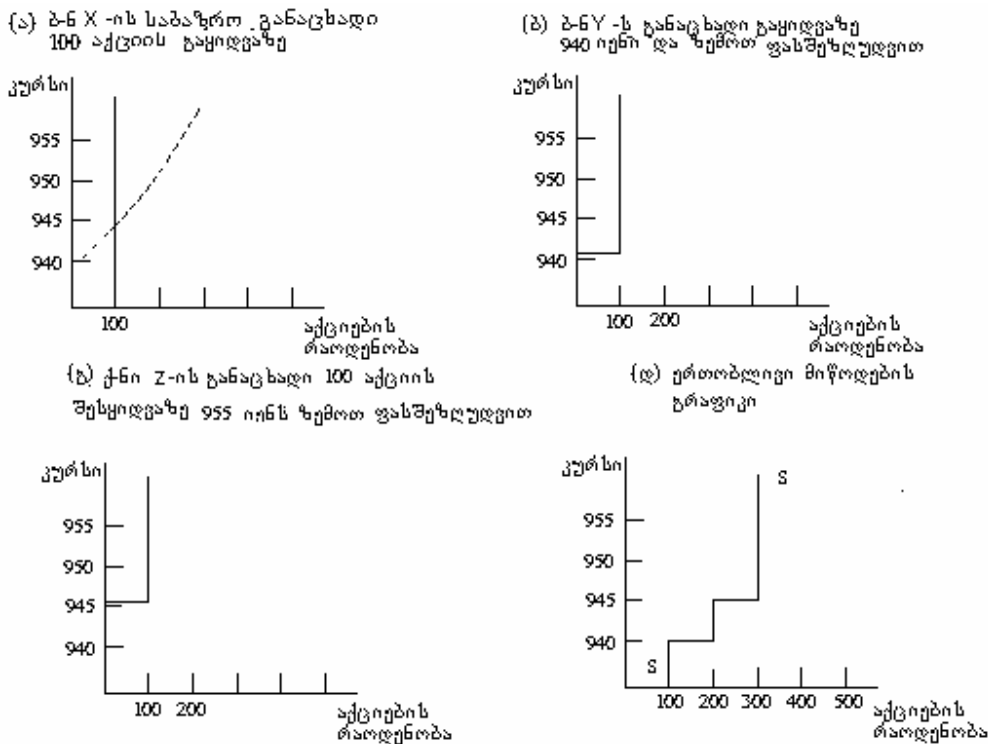 (ა) ბ-ნ X -ის საბაზრო განაცხადი
100 აქციის გაყიდვაზე
კურსი
955
950
945
940
100
აქციების
რაოდენობა
(ბ) ბ-ნ Y -ს განაცხადი გაყიდვაზე
940 იენი და ზემოთ ფასშეზღუდვით
კურსი
955
950
945
940
100 200
აქციების
რაოდენობა
(გ) ქ-ნი Z-ის განაცხადი 100 აქციის
შესყიდვაზე 955 იენს ზემოთ ფასშეზღუდვით
კურსი
955
950
945
940
100 200
აქციების
რაოდენობა
(დ) ერთობლივი მიწოდების
გრაფიკი
კურსი
S
955
950
945
940
S
100 200 300 400 500
აქციების
რაოდენობა